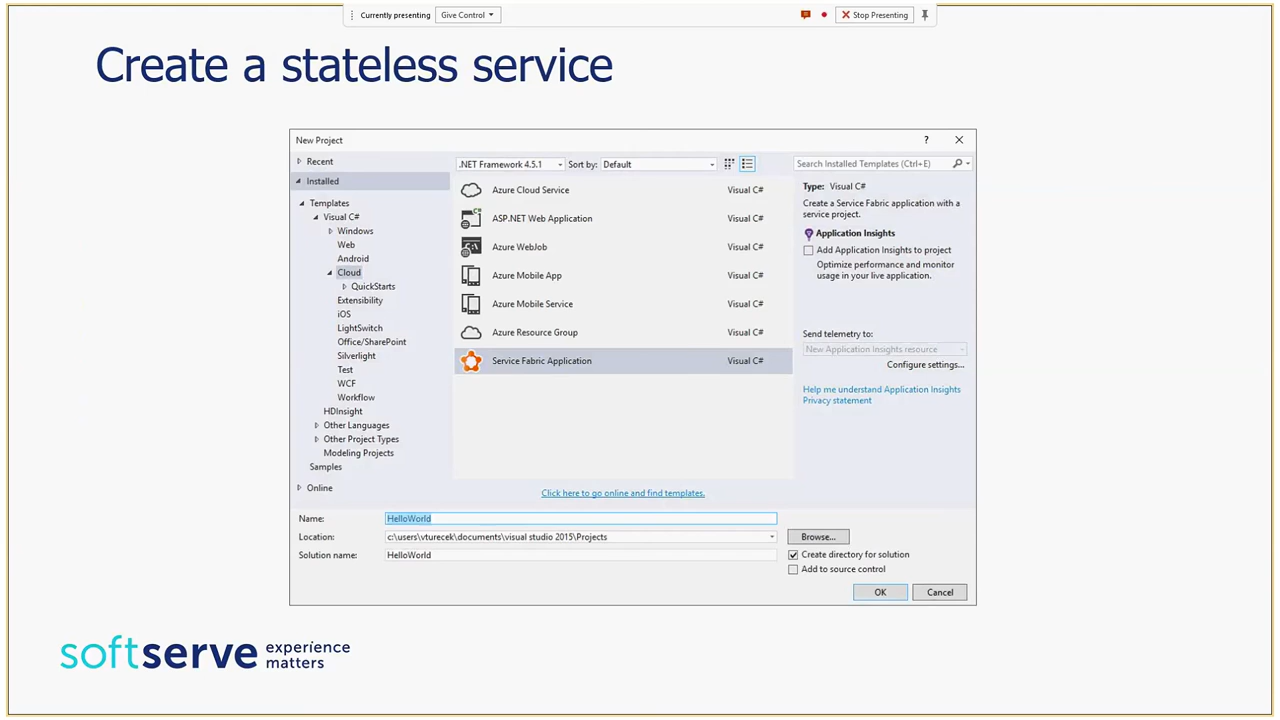 Currently presenting Give Control Stop Presenting
Create a stateless service
New Project ?
Recent
Installed
Templates
Visual C#
Windows
Web
Android
Cloud
QuickStarts
Extensibility
iOS
LightSwitch
Office/SharePoint
Silverlight
Test
WCF
Workflow
HDInsight
Other Languages
Other Project Types
Modeling Projects
Samples
Online
.NET Framework 4.5.1 Sort by: Default
Azure Cloud Service Visual C#
ASP.NET Web Application Visual C#
Azure WebJob Visual C#
Azure Mobile App Visual C#
Azure Mobile Service Visual C#
Azure Resource Group Visual C#
Service Fabric Application Visual C#
Click here to go online and find templates.
Search Installed Templates (Ctrl+E)
Type: Visual C#
Create a Service Fabric application with a
service project.
Application Insights
Add Application Insights to project
Optimize performance and monitor
usage in your live application.
Send telemetry to:
New Application Insights resource
Configure settings...
Help me understand Application Insights
Privacy statement
Name: HelloWorld
Location: c:\users\vturecek\documents\visual studio 2015\Projects Browse...
Solution name: HelloWorld
Create directory for solution
Add to source control
OK Cancel
softserve experience
matters